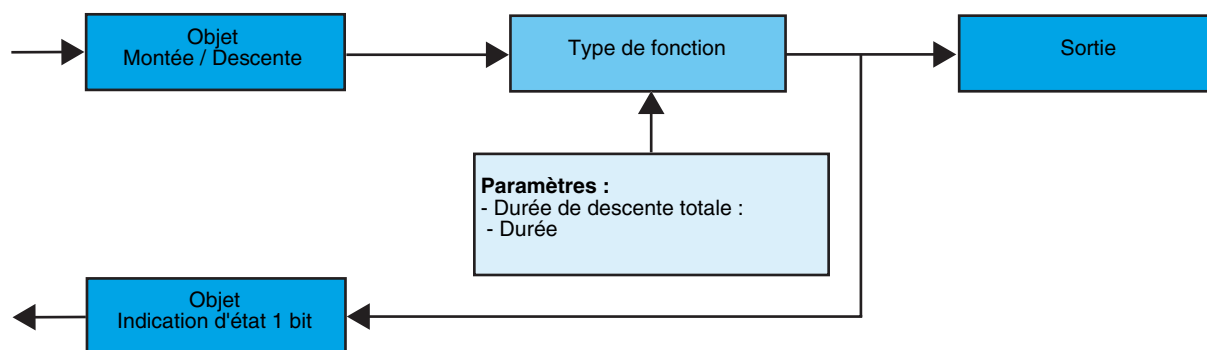 Objet
Montée / Descente
Type de fonction
Sortie
Paramètres :
- Durée de descente totale :
- Durée
Objet
Indication d'état 1 bit